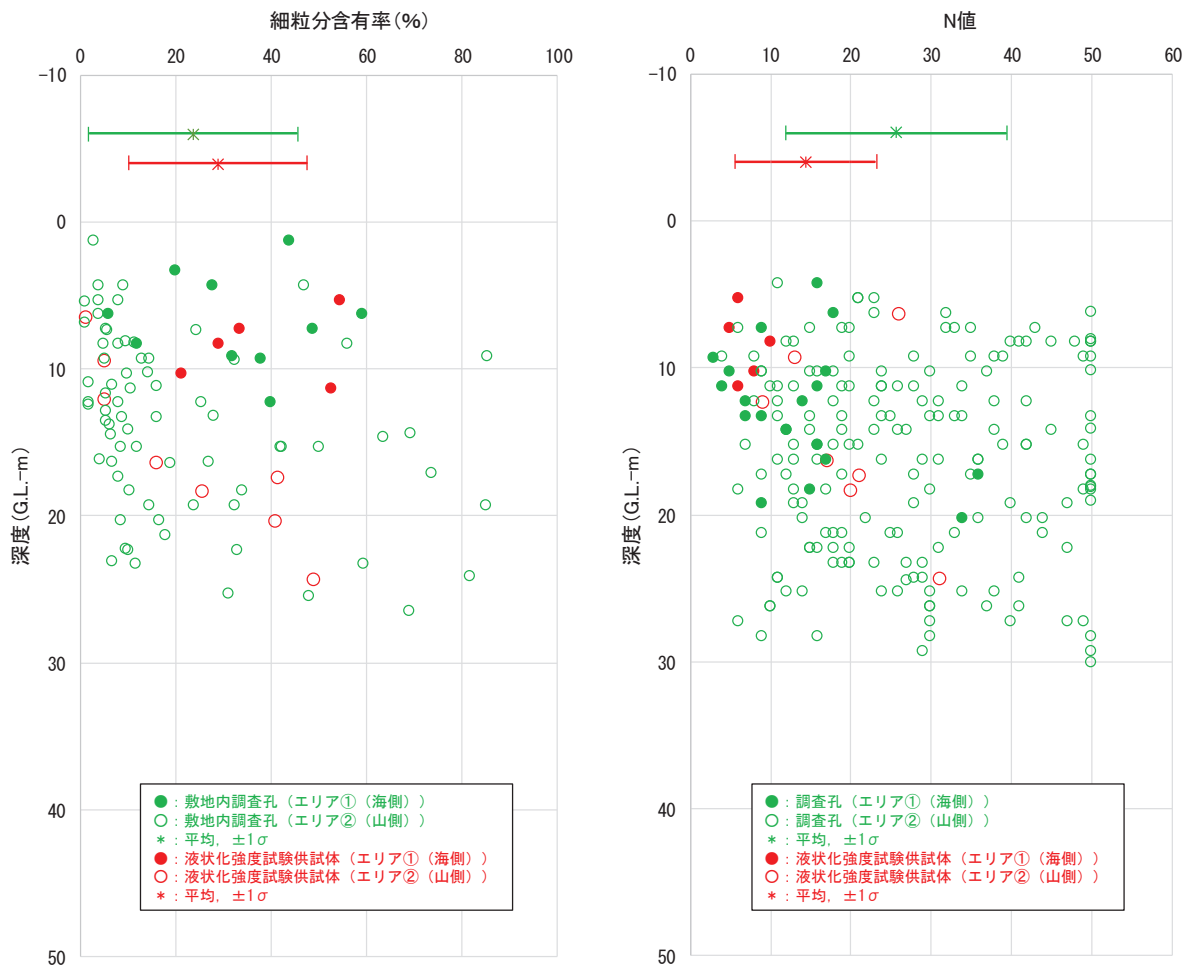 細粒分含有率（%）
0 20 40 60 80 100
-10
0
10
20
30
40
50
深度（G.L.-m）
●：敷地内調査孔（エリア①（海側））
○：敷地内調査孔（エリア②（山側））
*：平均，±1σ
●：液状化強度試験供試体（エリア①（海側））
○：液状化強度試験供試体（エリア②（山側））
*：平均，±1σ
N値
0 10 20 30 40 50 60
-10
0
10
20
30
40
50
深度（G.L.-m）
●：調査孔（エリア①（海側））
○：調査孔（エリア②（山側））
*：平均，±1σ
●：液状化強度試験供試体（エリア①（海側））
○：液状化強度試験供試体（エリア②（山側））
*：平均，±1σ